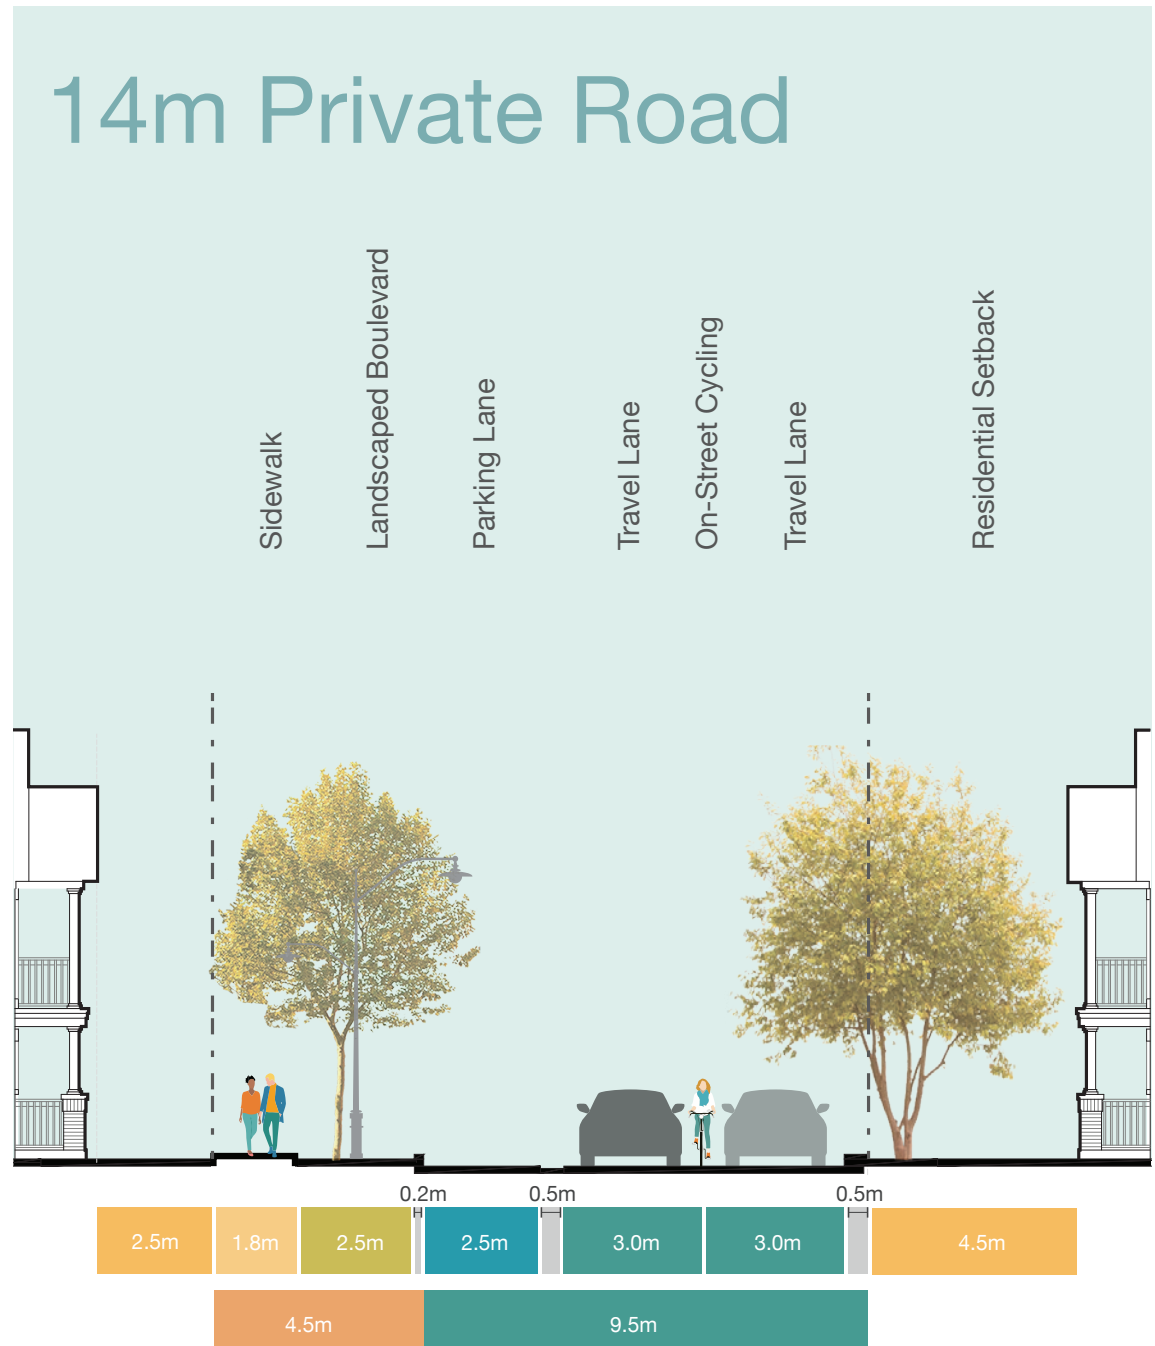 14m Private Road
Sidewalk
Landscaped Boulevard
Parking Lane
Travel Lane
On-Street Cycling
Travel Lane
Residential Setback
0.2m
0.5m
0.5m
2.5m
1.8m
2.5m
2.5m
3.0m
3.0m
4.5m
4.5m
9.5m